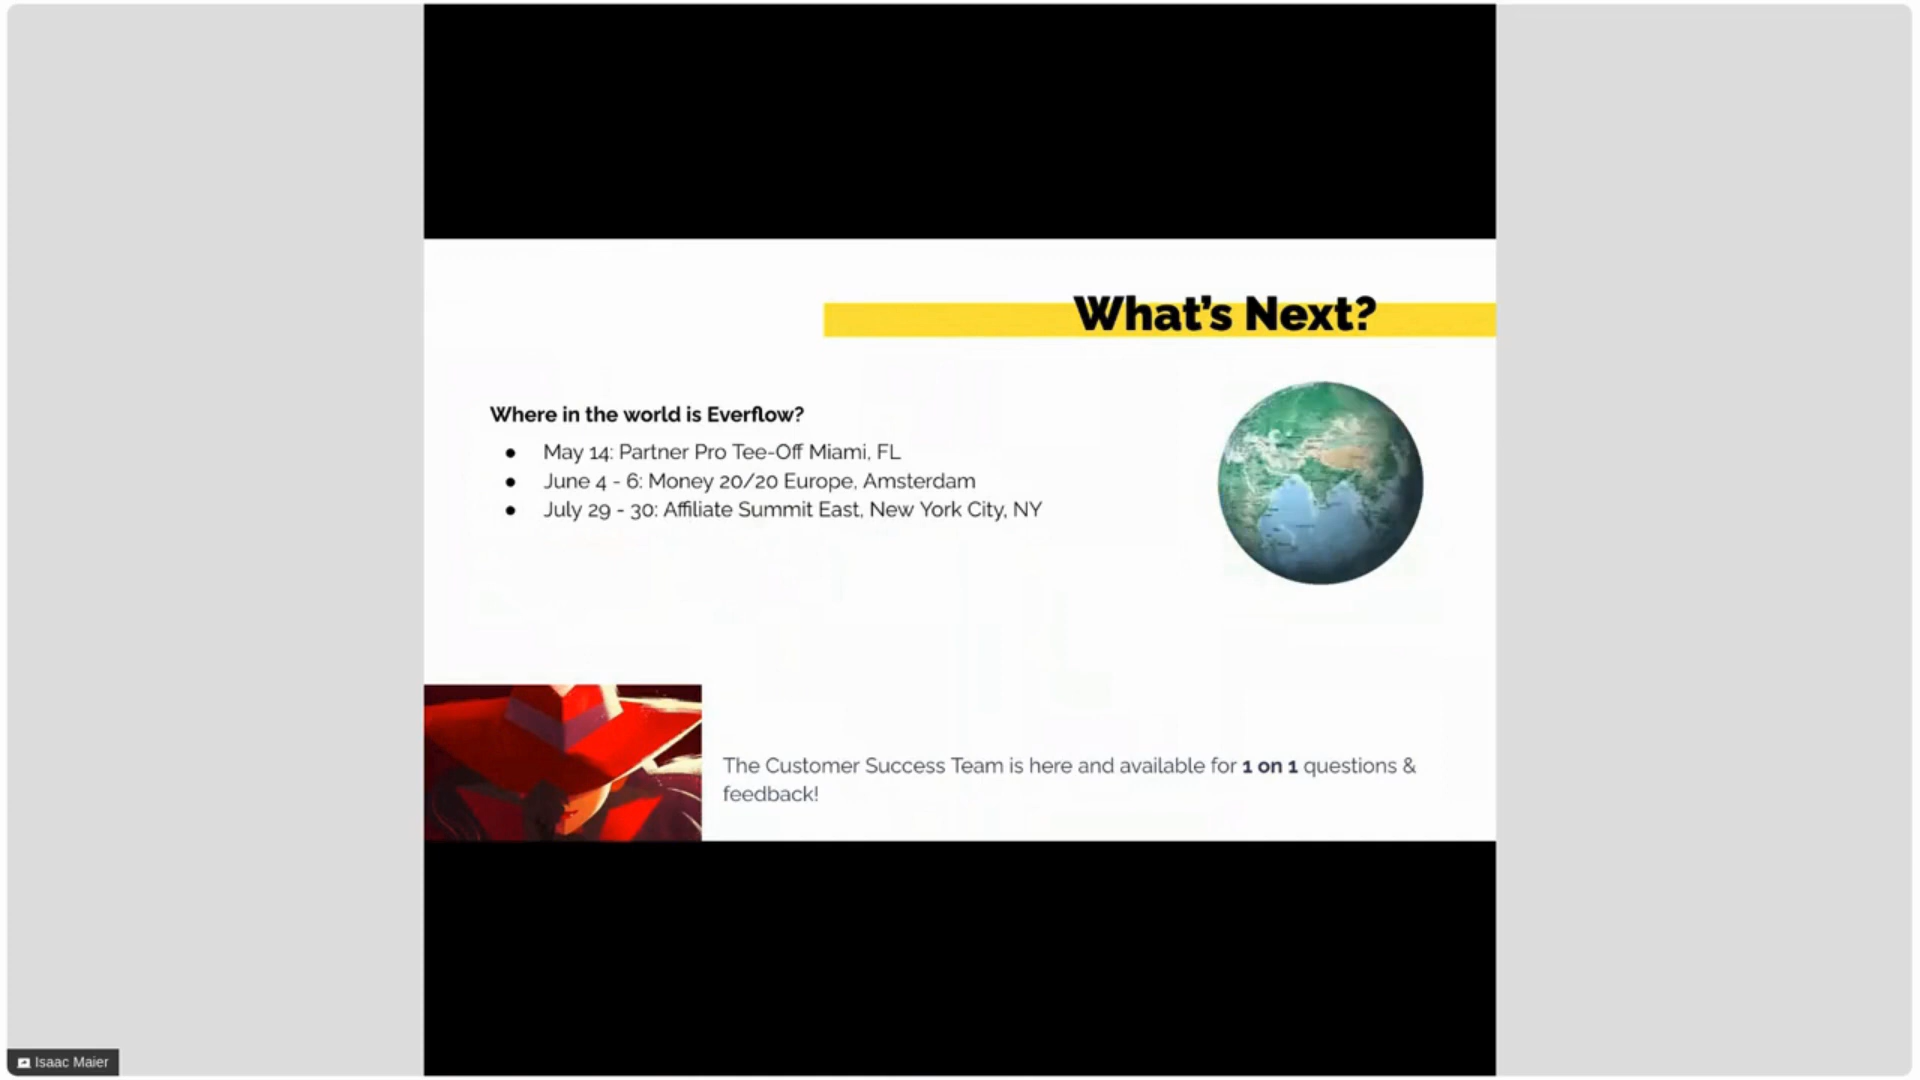 What's Next?
Where in the world is Everflow?
● May 14: Partner Pro Tee-Off Miami, FL
● June 4 - 6: Money 20/20 Europe, Amsterdam
● July 29 - 30: Affiliate Summit East, New York City, NY
The Customer Success Team is here and available for 1 on 1 questions &
feedback!
Isaac Maier